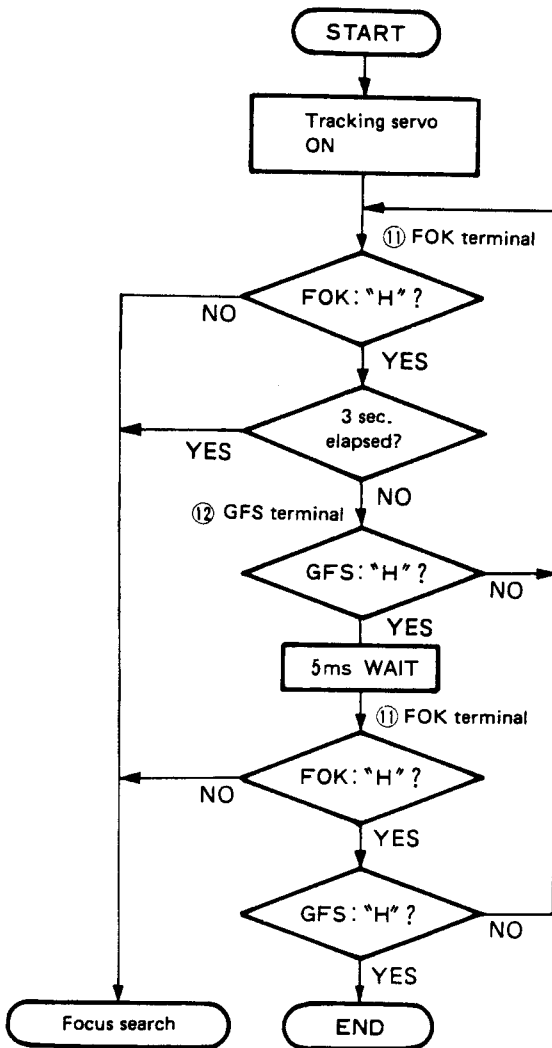 START
Tracking servo
ON
⑪ FOK terminal
FOK: "H" ?
NO
YES
3 sec.
elapsed?
YES
NO
⑫ GFS terminal
GFS: "H" ?
NO
YES
5ms WAIT
⑪ FOK terminal
FOK: "H" ?
NO
YES
GFS: "H" ?
NO
YES
Focus search
END